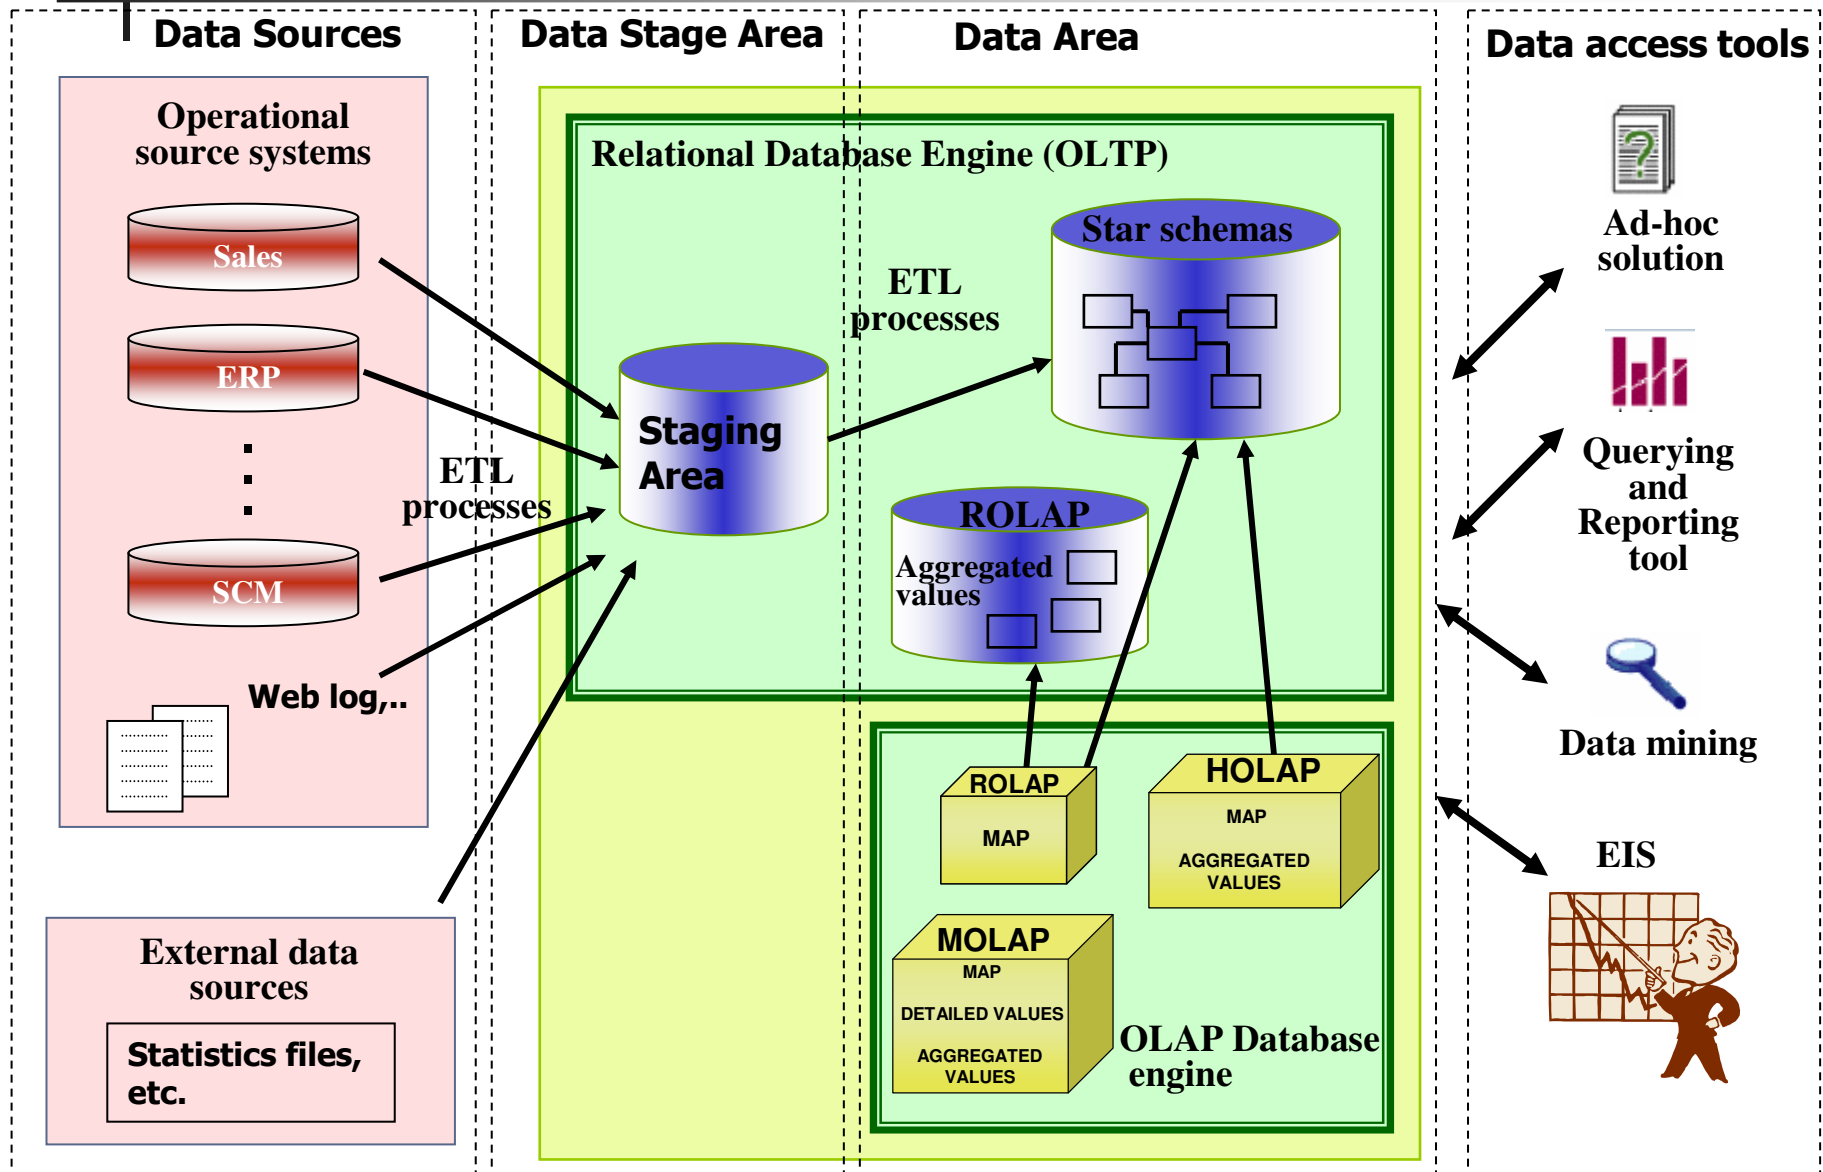 Data Sources
Data Stage Area
Data Area
Data access tools
Operational
source systems
Sales
ERP
SCM
Web log,..
ETL
processes
External data
sources
Statistics files,
etc.
Relational Database Engine (OLTP)
Staging
Area
ETL
processes
Star schemas
ROLAP
Aggregated
values
ROLAP
MAP
HOLAP
MAP
AGGREGATED
VALUES
MOLAP
MAP
DETAILED VALUES
AGGREGATED
VALUES
OLAP Database
engine
?
Ad-hoc
solution
Querying
and
Reporting
tool
Data mining
EIS